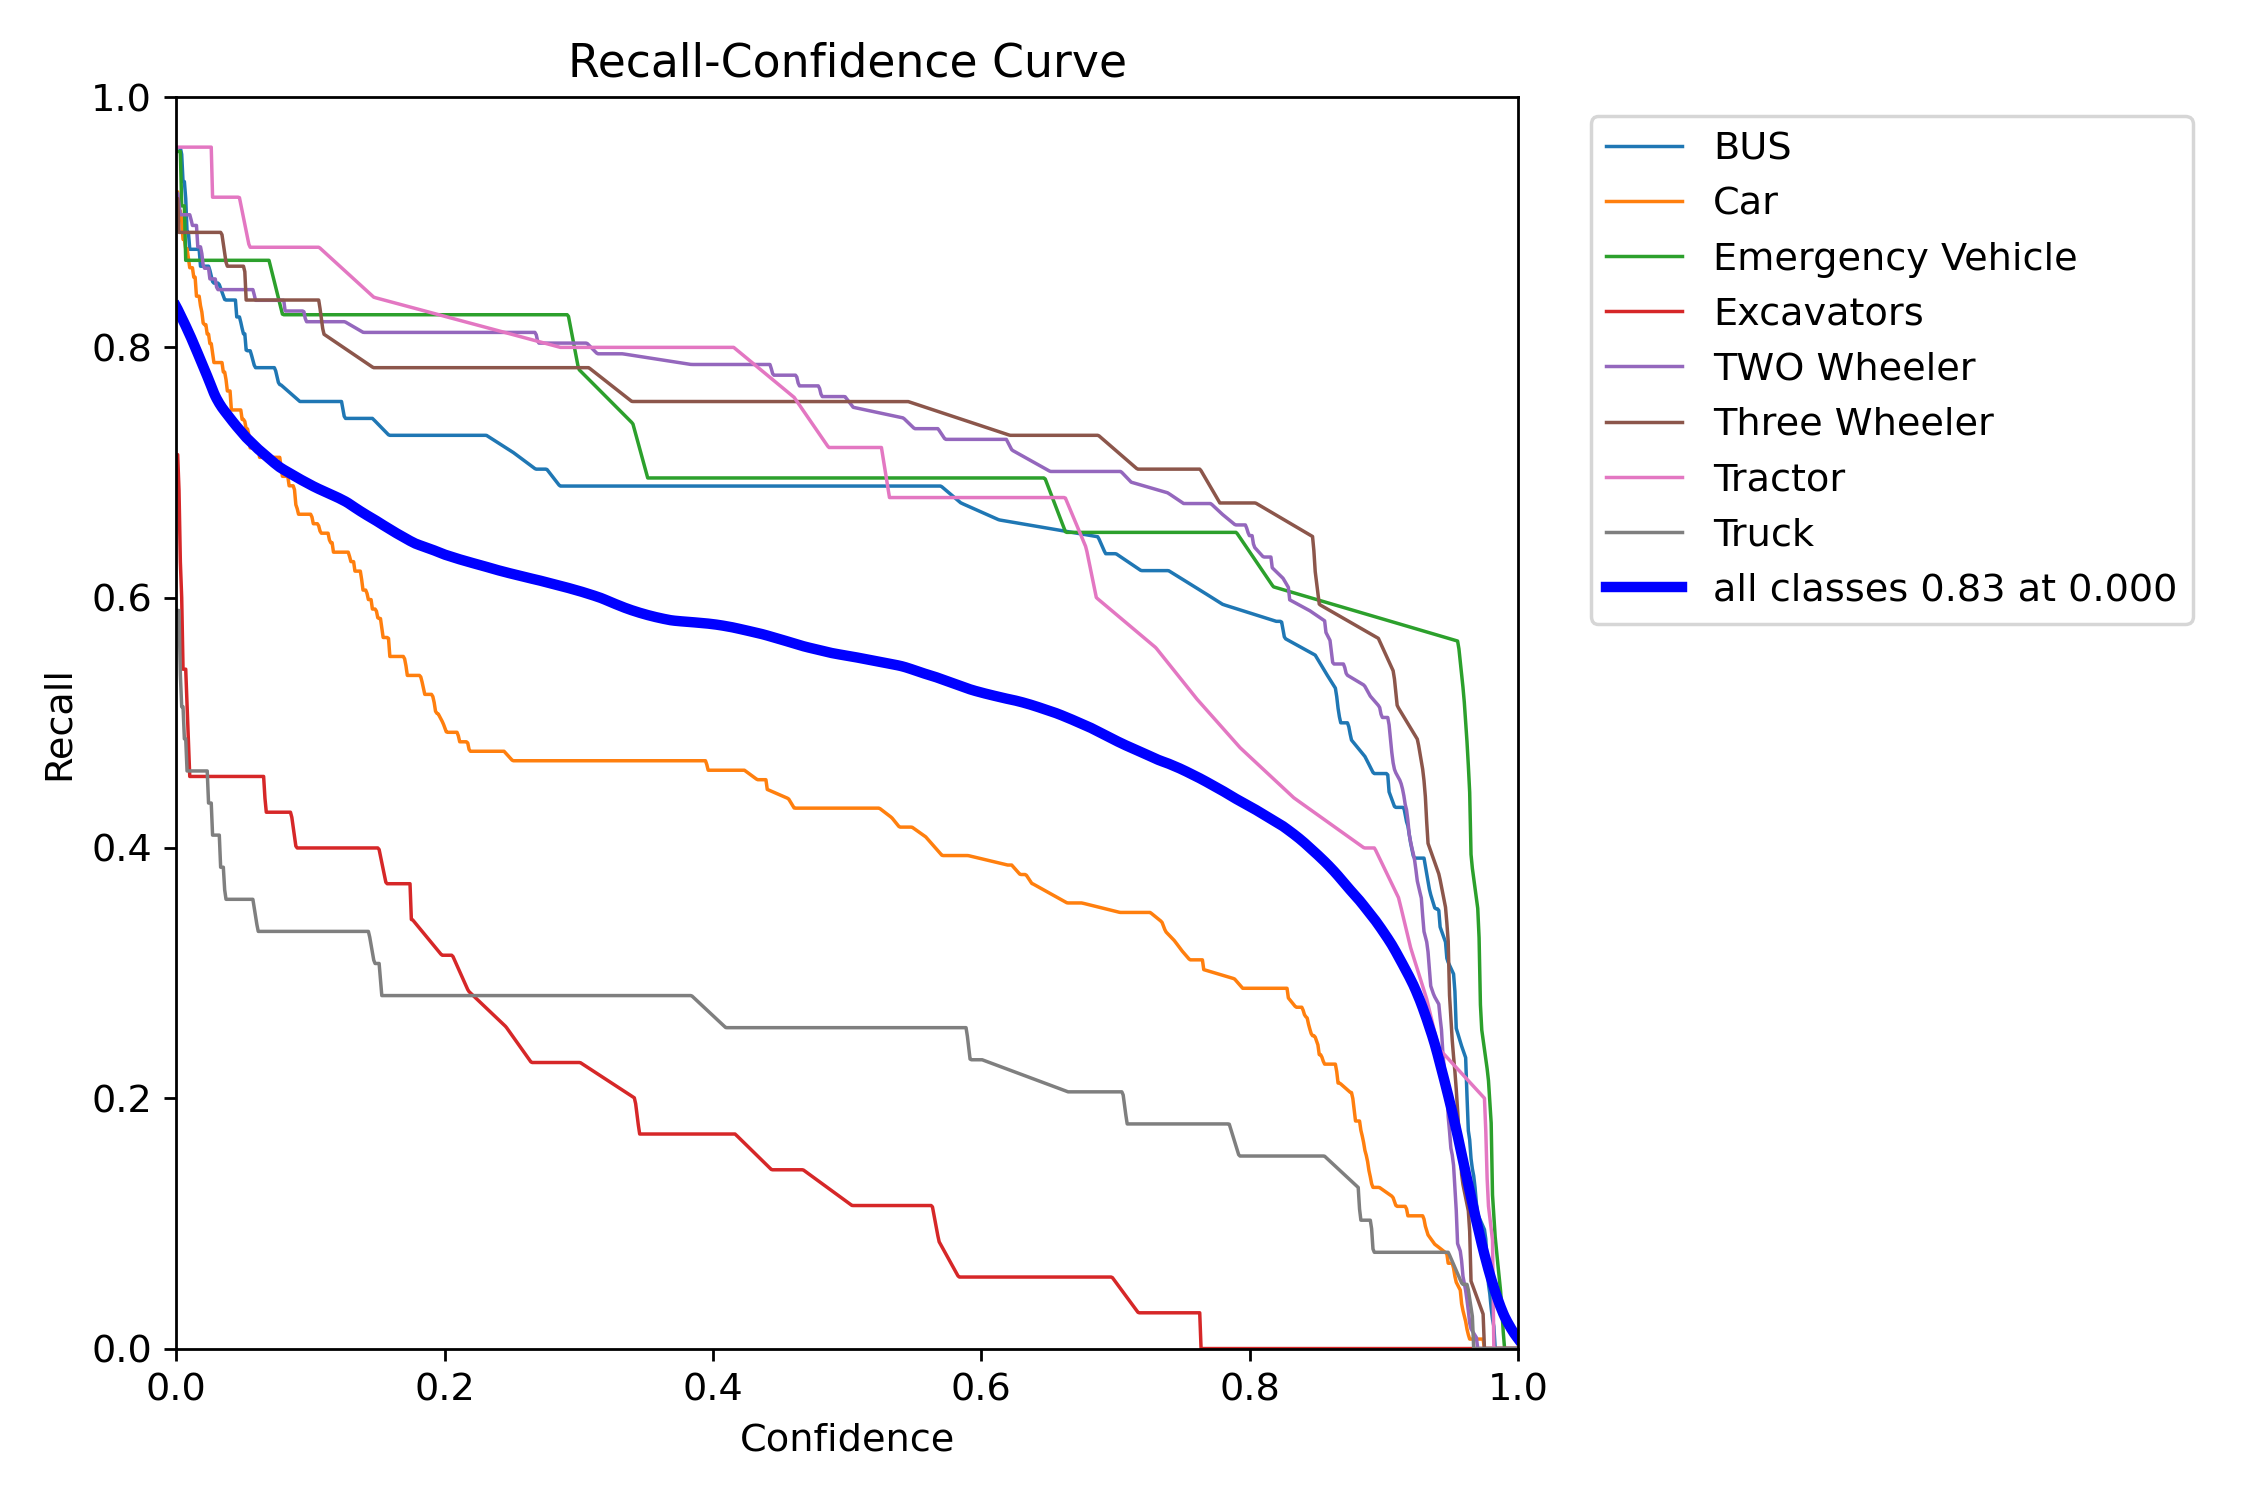 Recall-Confidence Curve
1.0
0.8
0.6
0.4
0.2
0.0
Recall
0.0 0.2 0.4 0.6 0.8 1.0
Confidence
BUS
Car
Emergency Vehicle
Excavators
TWO Wheeler
Three Wheeler
Tractor
Truck
all classes 0.83 at 0.000